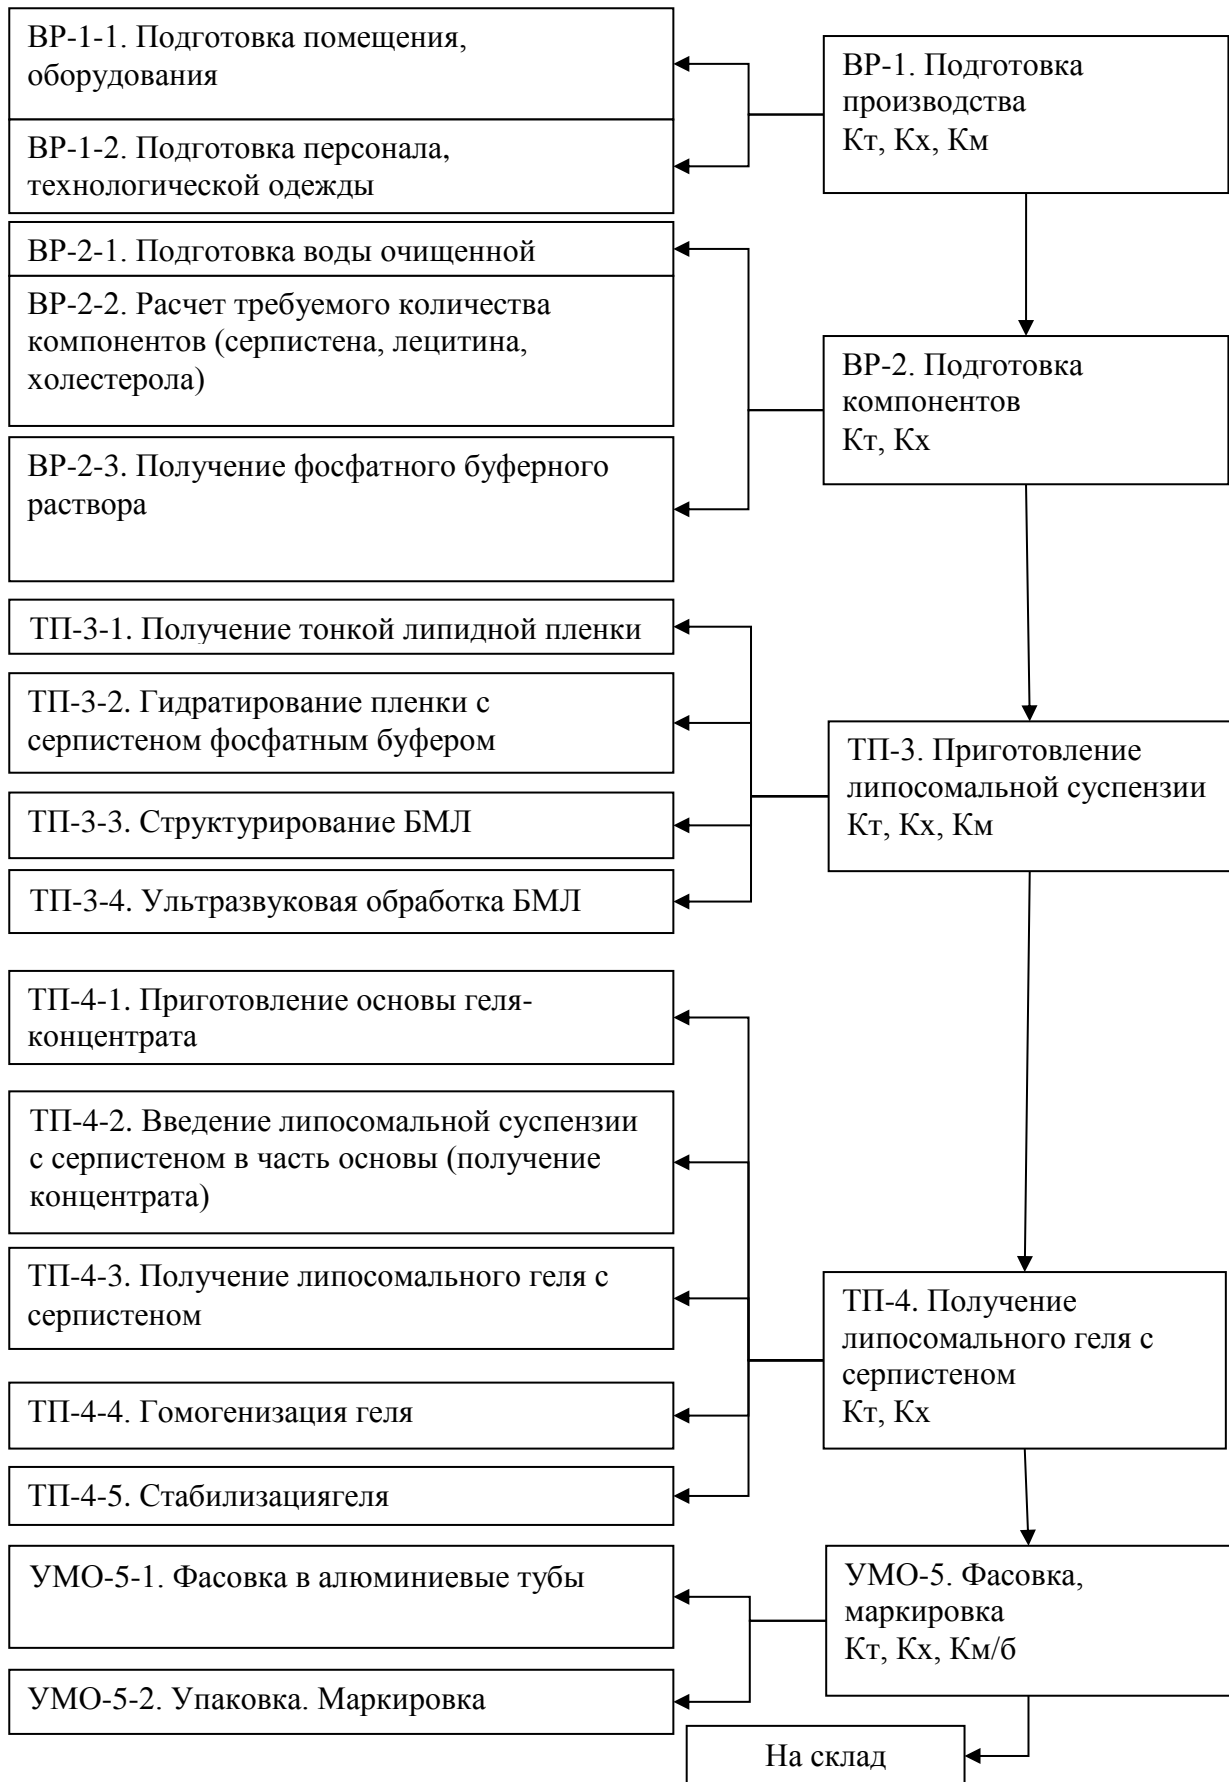 ВР-1-1. Подготовка помещения,
оборудования
ВР-1-2. Подготовка персонала,
технологической одежды
ВР-1. Подготовка
производства
Кт, Кх, Км
ВР-2-1. Подготовка воды очищенной
ВР-2-2. Расчет требуемого количества
компонентов (серпистена, лецитина,
холестерола)
ВР-2-3. Получение фосфатного буферного
раствора
ВР-2. Подготовка
компонентов
Кт, Кх
ТП-3-1. Получение тонкой липидной пленки
ТП-3-2. Гидратирование пленки с
серпистеном фосфатным буфером
ТП-3-3. Структурирование БМЛ
ТП-3-4. Ультразвуковая обработка БМЛ
ТП-3. Приготовление
липосомальной суспензии
Кт, Кх, Км
ТП-4-1. Приготовление основы геля-
концентрата
ТП-4-2. Введение липосомальной суспензии
с серпистеном в часть основы (получение
концентрата)
ТП-4-3. Получение липосомального геля с
серпистеном
ТП-4-4. Гомогенизация геля
ТП-4-5. Стабилизациягеля
ТП-4. Получение
липосомального геля с
серпистеном
Кт, Кх
УМО-5-1. Фасовка в алюминиевые тубы
УМО-5-2. Упаковка. Маркировка
УМО-5. Фасовка,
маркировка
Кт, Кх, Км/б
На склад